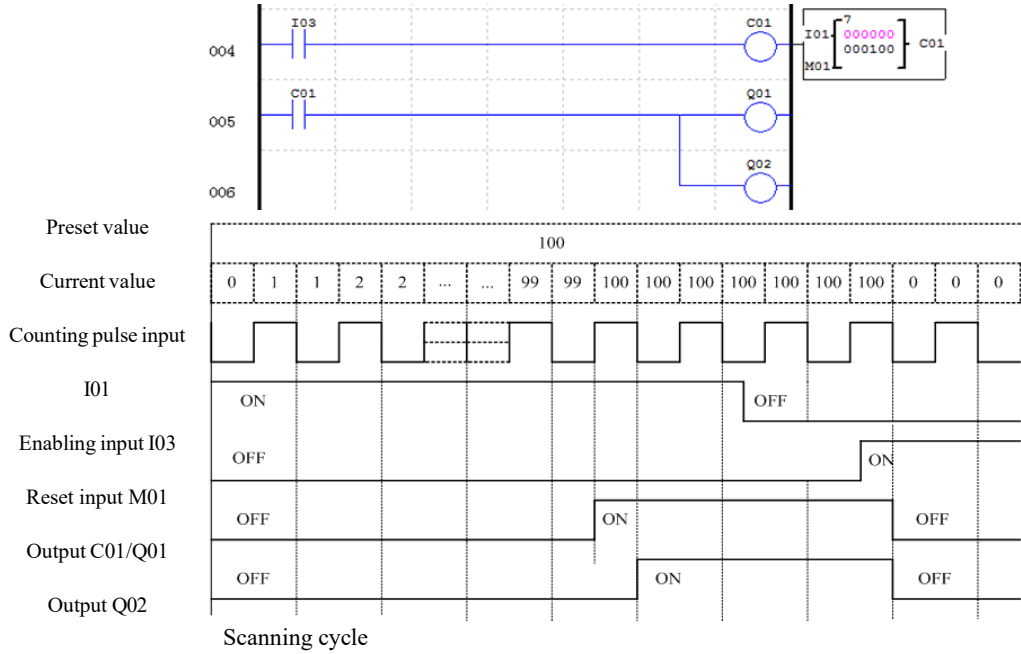 I03 C01
004
I01 7 000000 C01
000100
M01
C01 Q01
005
Q02
006
Preset value
100
Current value
0 1 1 2 2 ... ... 99 99 100 100 100 100 100 100 100 0 0 0
Counting pulse input
I01
ON OFF
Enabling input I03
OFF ON
Reset input M01
OFF ON OFF
Output C01/Q01
OFF ON OFF
Output Q02
Scanning cycle